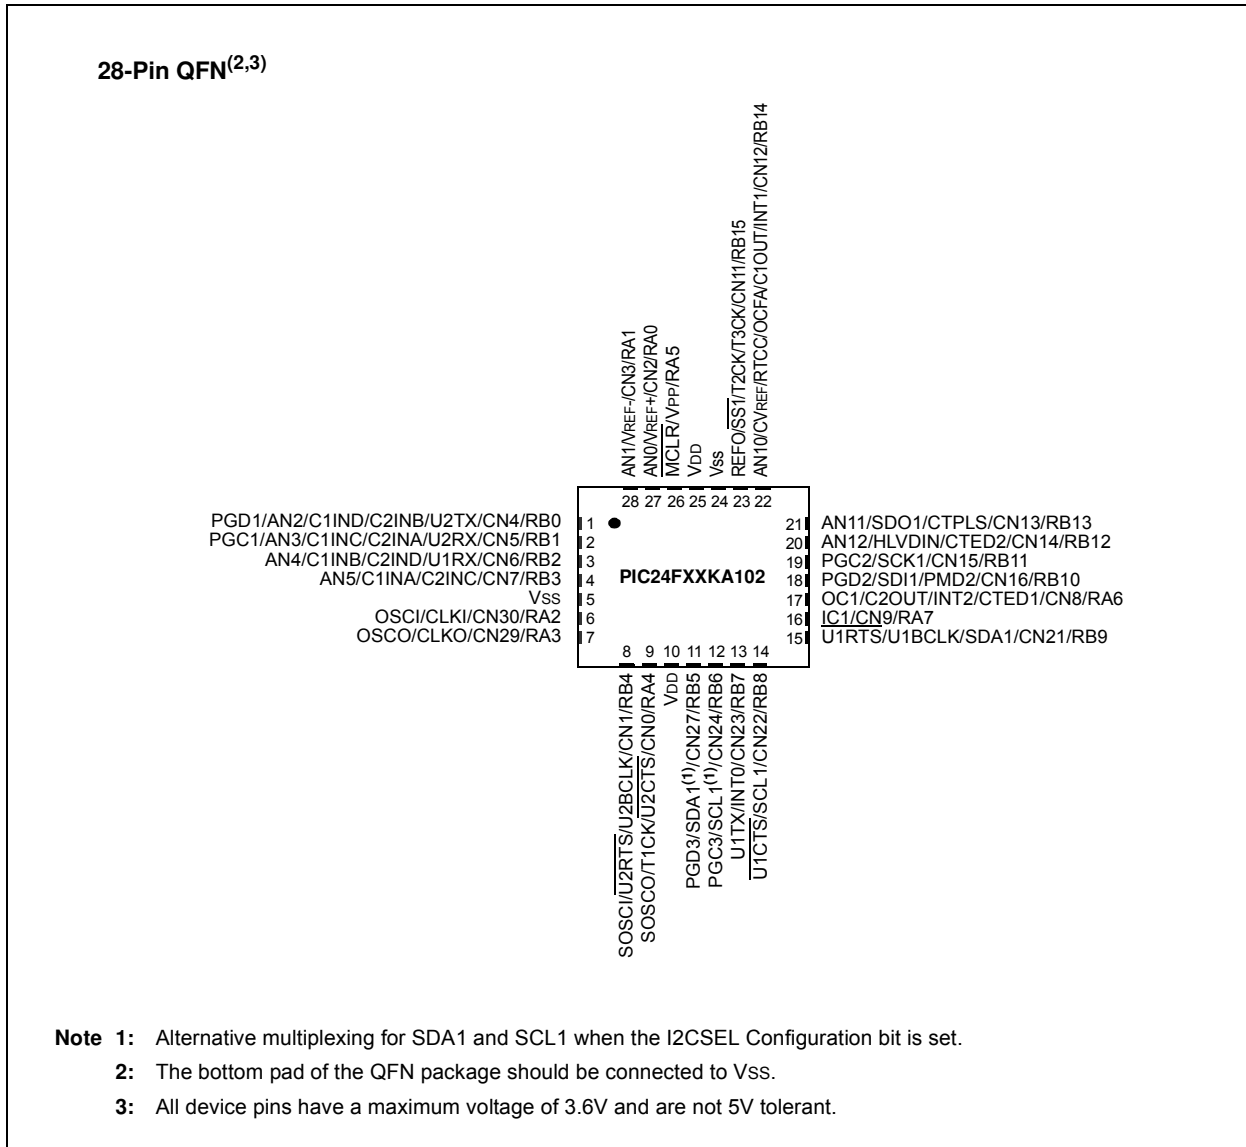 28-Pin QFN(2,3)
AN1/VREF-/CN3/RA1
AN0/VREF+/CN2/RA0
MCLR/VPP/RA5
VDD
Vss
REFO/SS1/T2CK/T3CK/CN11/RB15
AN10/CVREF/RTCC/OCFA/C1OUT/INT1/CN12/RB14
28 27 26 25 24 23 22
PGD1/AN2/C1IND/C2INB/U2TX/CN4/RB0 1
PGC1/AN3/C1INC/C2INA/U2RX/CN5/RB1 2
AN4/C1INB/C2IND/U1RX/CN6/RB2 3
AN5/C1INA/C2INC/CN7/RB3 4
VSS 5
OSCI/CLKI/CN30/RA2 6
OSCO/CLKO/CN29/RA3 7
PIC24FXXKA102
21 AN11/SDO1/CTPLS/CN13/RB13
20 AN12/HLVDIN/CTED2/CN14/RB12
19 PGC2/SCK1/CN15/RB11
18 PGD2/SDI1/PMD2/CN16/RB10
17 OC1/C2OUT/INT2/CTED1/CN8/RA6
16 IC1/CN9/RA7
15 U1RTS/U1BCLK/SDA1/CN21/RB9
8 9 10 11 12 13 14
SOSCI/U2RTS/U2BCLK/CN1/RB4
SOSCO/T1CK/U2CTS/CN0/RA4
VDD
PGD3/SDA1(1)/CN27/RB5
PGC3/SCL1(1)/CN24/RB6
U1TX/INT0/CN23/RB7
U1CTS/SCL1/CN22/RB8
Note 1: Alternative multiplexing for SDA1 and SCL1 when the I2CSEL Configuration bit is set.
2: The bottom pad of the QFN package should be connected to VSS.
3: All device pins have a maximum voltage of 3.6V and are not 5V tolerant.